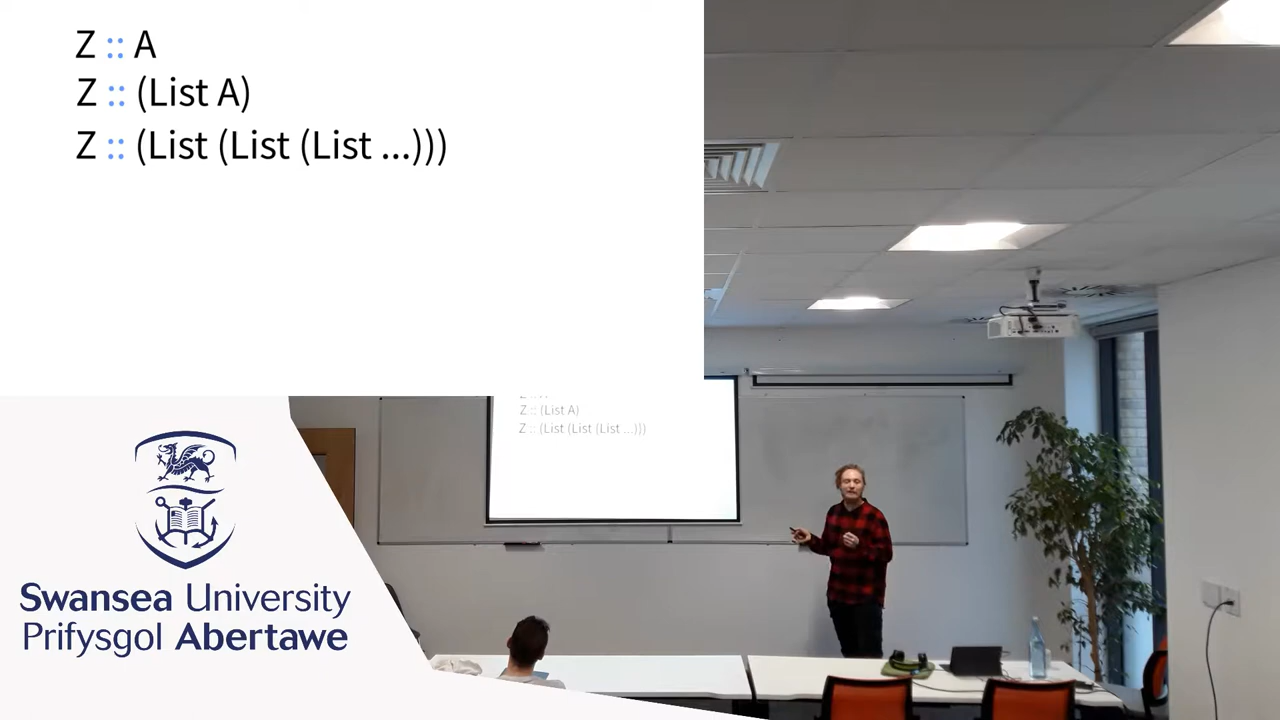 Z :: A
Z :: (List A)
Z :: (List (List (List ...)))
Z :: (List A)
Z :: (List (List (List ...)))
Swansea University
Prifysgol Abertawe